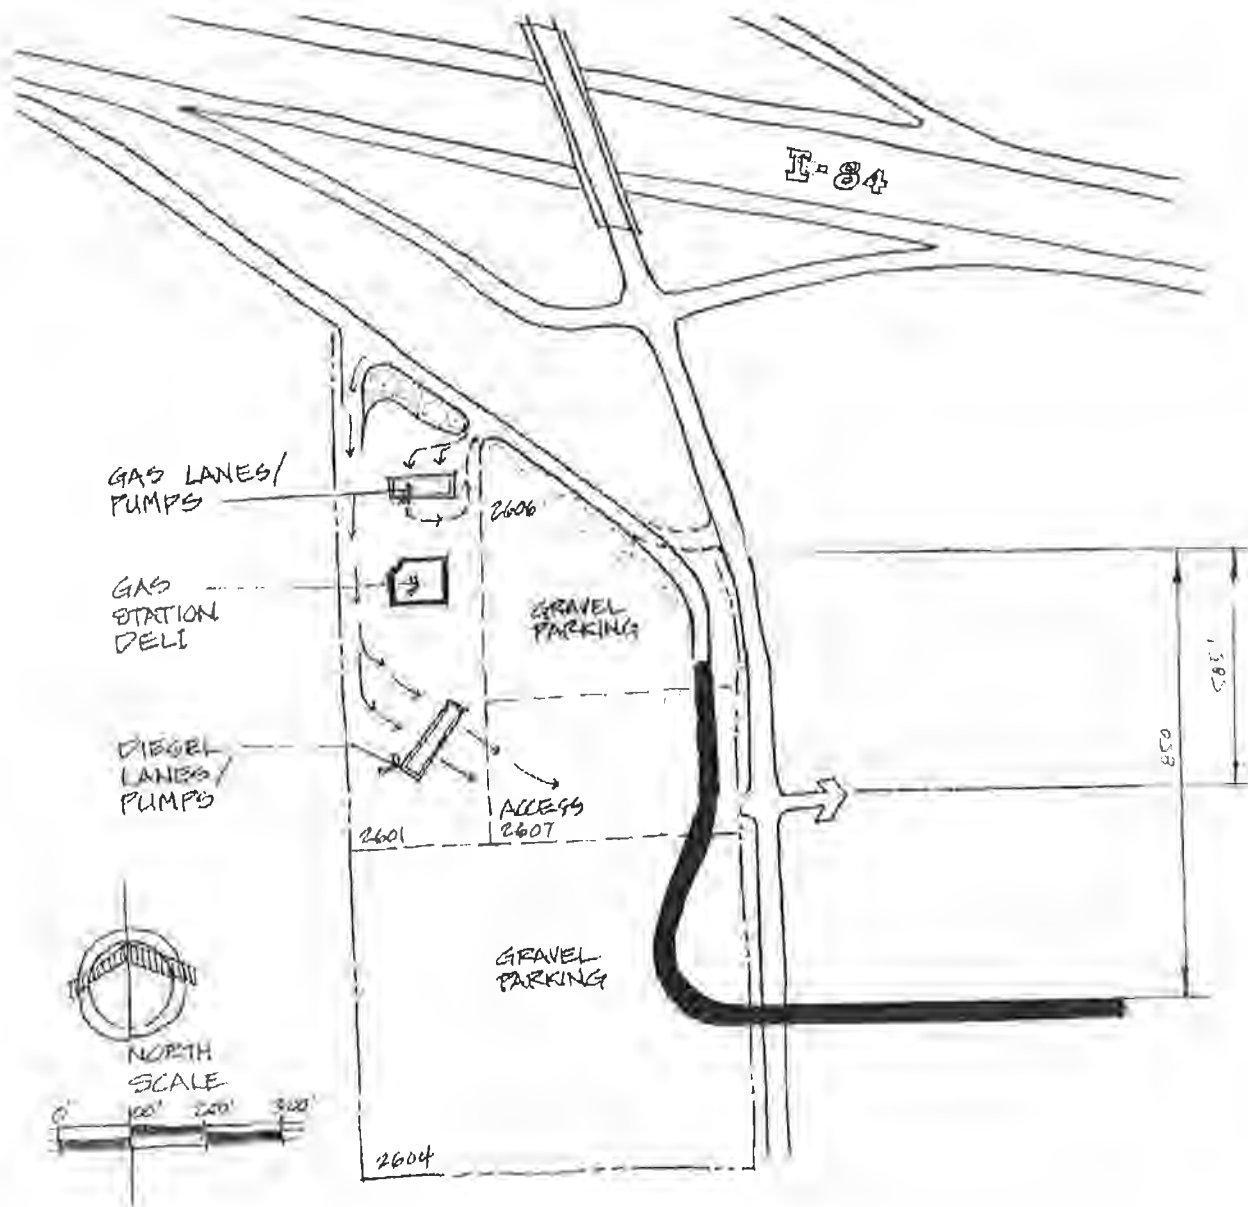 I-84
GAS LANES/
PUMPS
2606
GAS
STATION
DELI
GRAVEL
PARKING
DIESEL
LANES/
PUMPS
ACCESS
2601
2607
GRAVEL
PARKING
NORTH
SCALE
0' 100' 200' 300'
2604